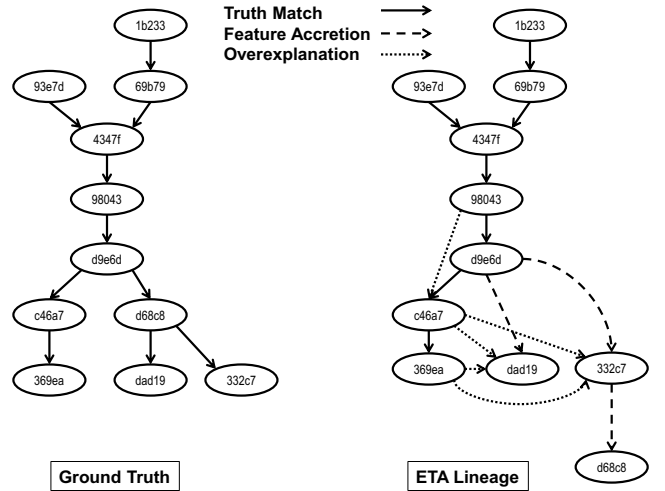 Truth Match
Feature Accretion
Overexplanation
1b233
93e7d
69b79
4347f
98043
d9e6d
c46a7
d68c8
369ea
dad19
332c7
Ground Truth
1b233
93e7d
69b79
4347f
98043
d9e6d
c46a7
369ea
dad19
332c7
d68c8
ETA Lineage